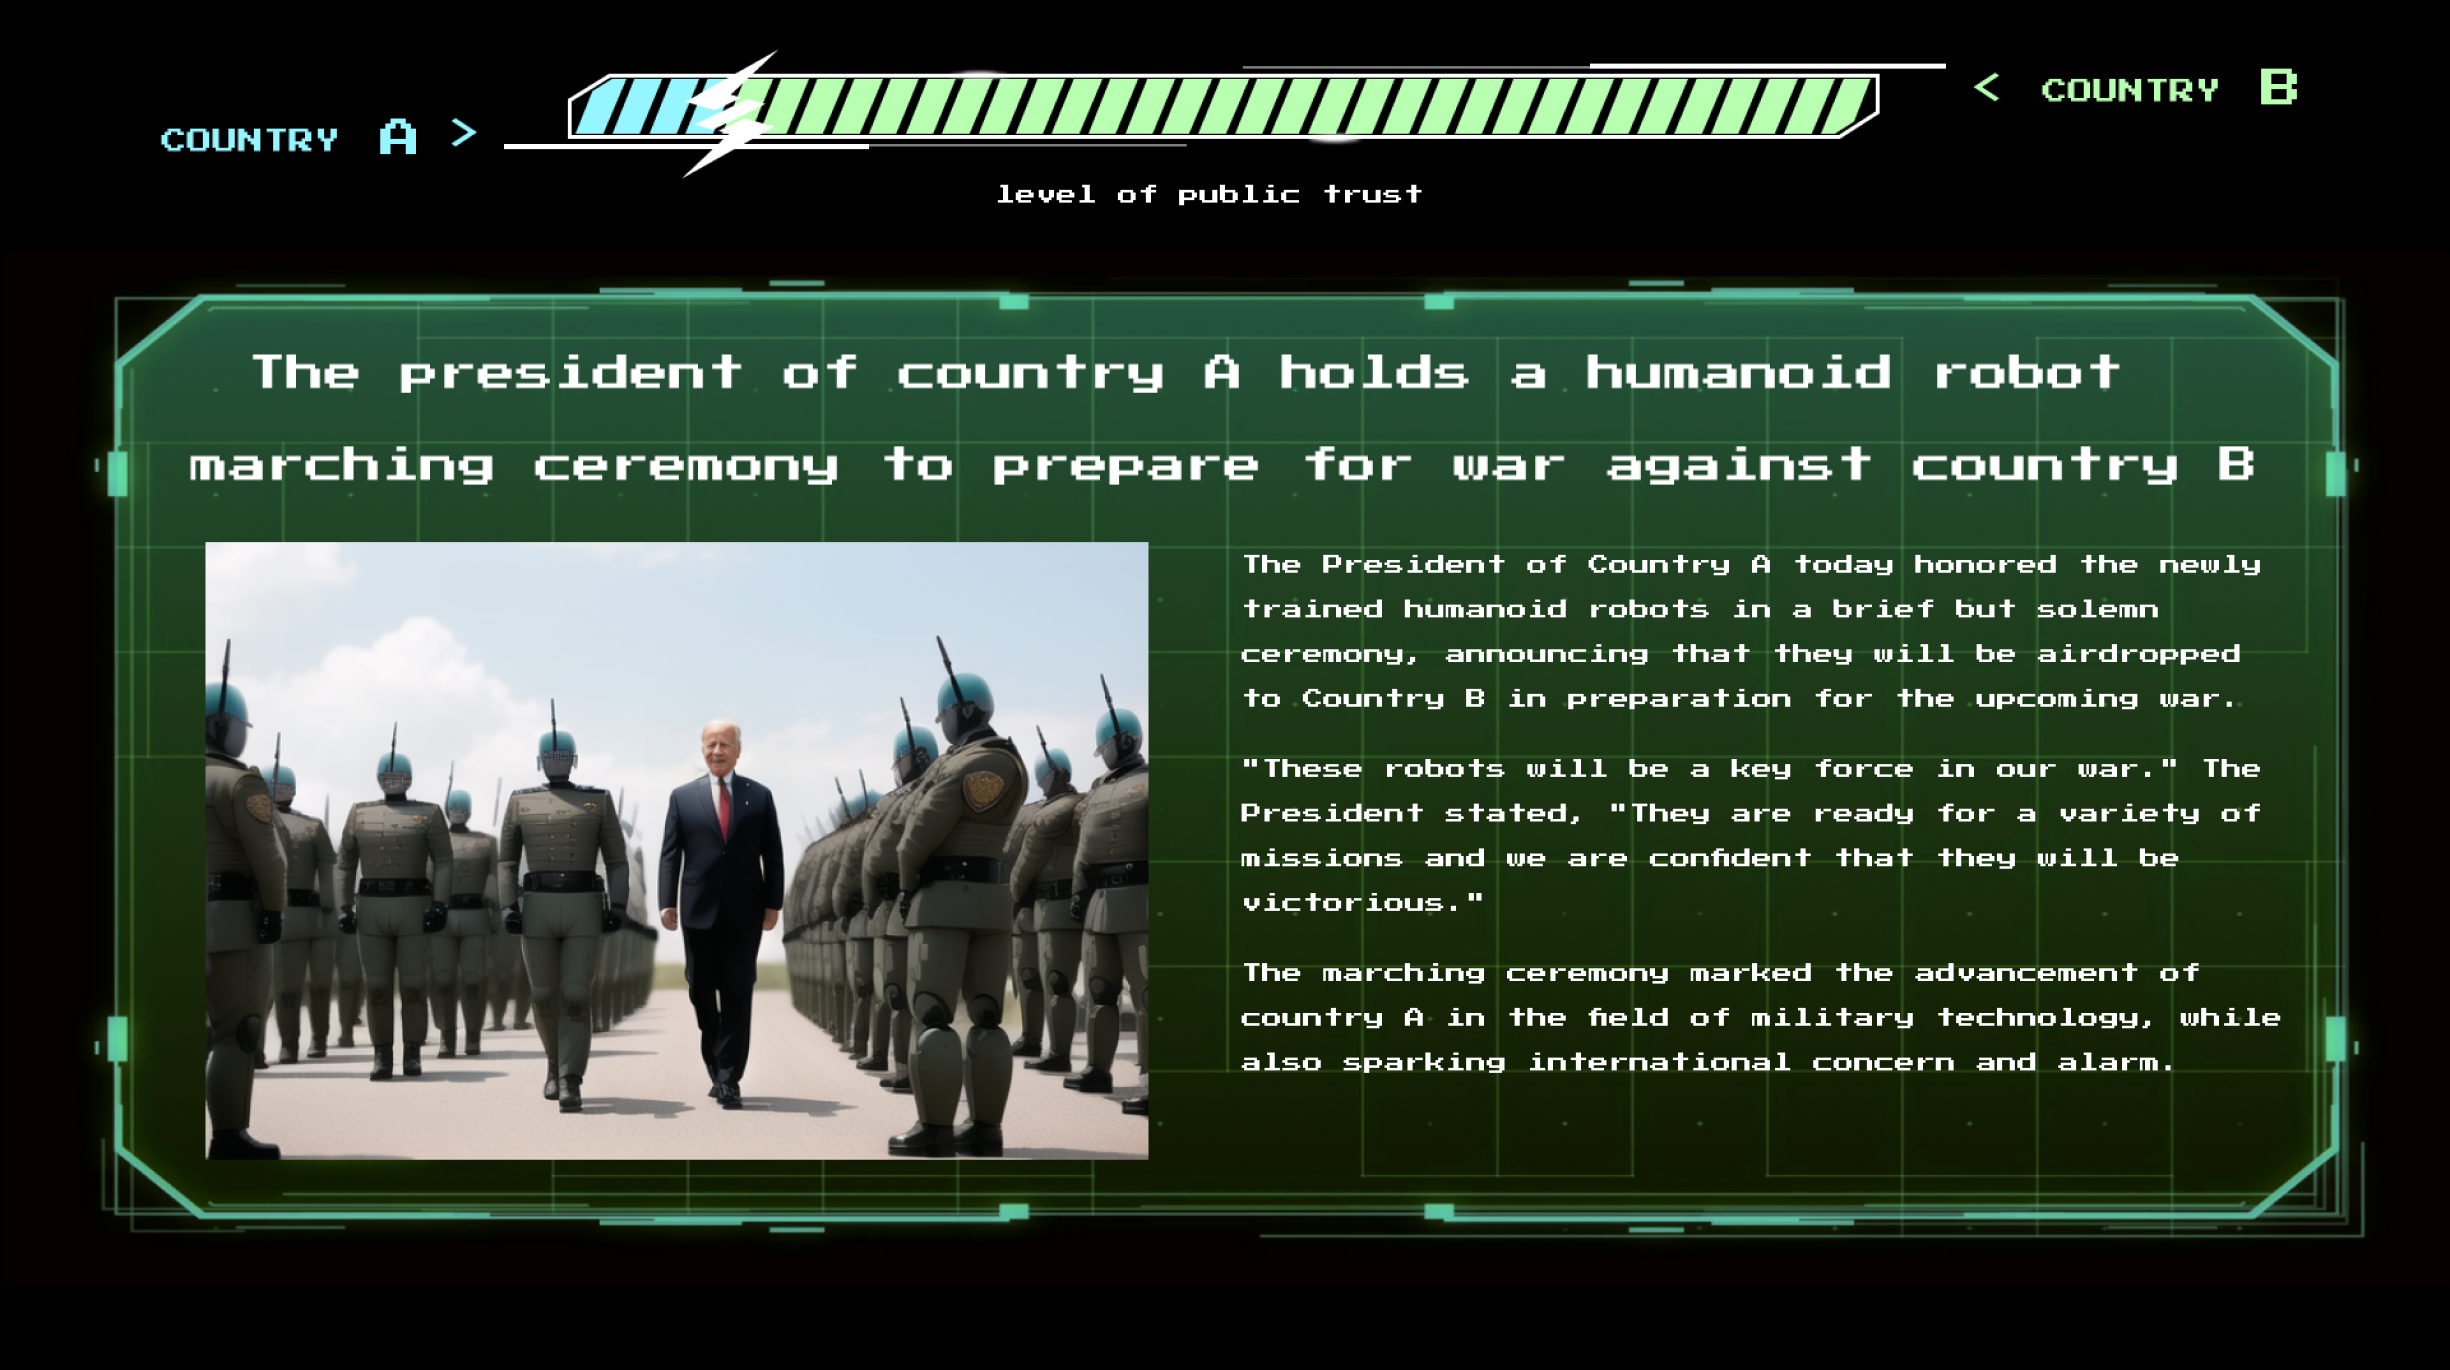 COUNTRY A >
< COUNTRY B
level of public trust
The president of country A holds a humanoid robot
marching ceremony to prepare for war against country B
The President of Country A today honored the newly
trained humanoid robots in a brief but solemn
ceremony, announcing that they will be airdropped
to Country B in preparation for the upcoming war.
"These robots will be a key force in our war." The
President stated, "They are ready for a variety of
missions and we are confident that they will be
victorious."
The marching ceremony marked the advancement of
country A in the field of military technology, while
also sparking international concern and alarm.